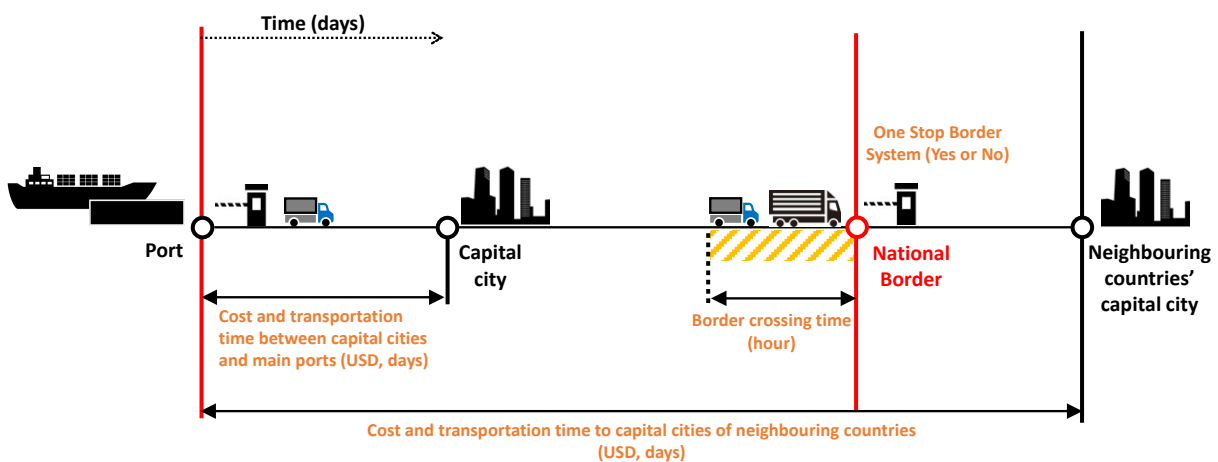 Time (days)
One Stop Border
System (Yes or No)
Port
Capital
city
National
Border
Neighbouring
countries'
capital city
Cost and transportation
time between capital cities
and main ports (USD, days)
Border crossing time
(hour)
Cost and transportation time to capital cities of neighbouring countries
(USD, days)